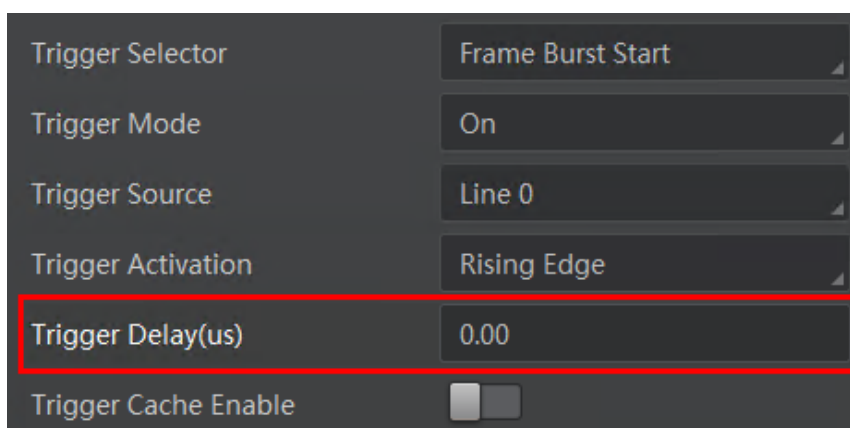 Trigger Selector Frame Burst Start
Trigger Mode On
Trigger Source Line 0
Trigger Activation Rising Edge
Trigger Delay(us) 0.00
Trigger Cache Enable